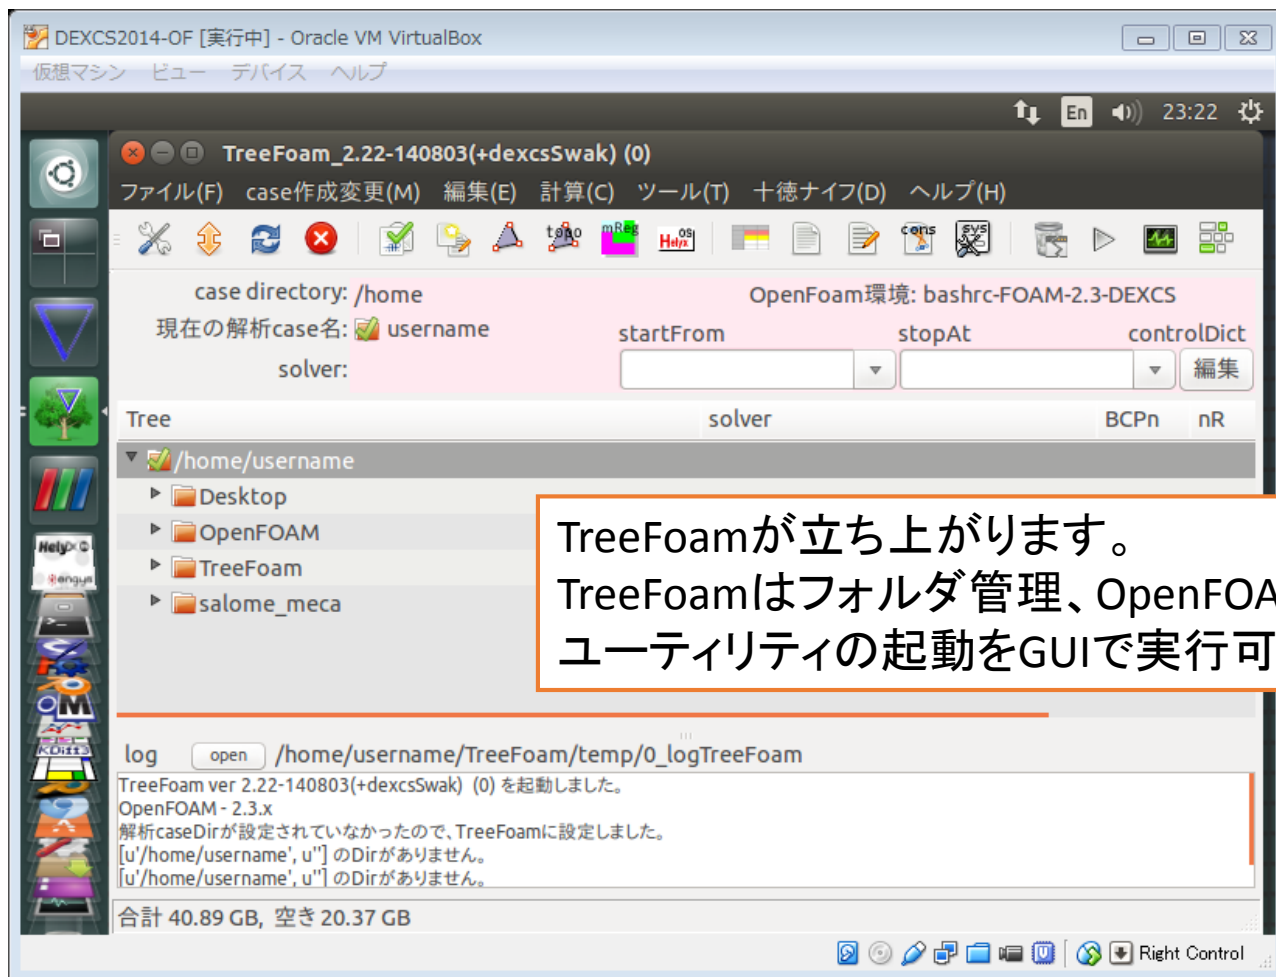 DEXCS2014-OF [実行中] - Oracle VM VirtualBox
仮想マシン ビュー デバイス ヘルプ
En 23:22
TreeFoam_2.22-140803(+dexcsSwak) (0)
ファイル(F) case作成変更(M) 編集(E) 計算(C) ツール(T) 十徳ナイフ(D) ヘルプ(H)
topo mReg Helyx OS cons sys
case directory: /home OpenFoam環境: bashrc-FOAM-2.3-DEXCS
現在の解析case名: username startFrom stopAt controlDict
solver: 編集
Tree solver BCPn nR
/home/username
Desktop
OpenFOAM
TreeFoam
salome_meca
TreeFoamが立ち上がります。
TreeFoamはフォルダ管理、OpenFOA
ユーティリティの起動をGUIで実行可
log open /home/username/TreeFoam/temp/0_logTreeFoam
TreeFoam ver 2.22-140803(+dexcsSwak) (0) を起動しました。
OpenFOAM - 2.3.x
解析caseDirが設定されていなかったので、TreeFoamに設定しました。
[u'/home/username', u''] のDirがありません。
[u'/home/username', u''] のDirがありません。
合計 40.89 GB, 空き 20.37 GB
Right Control